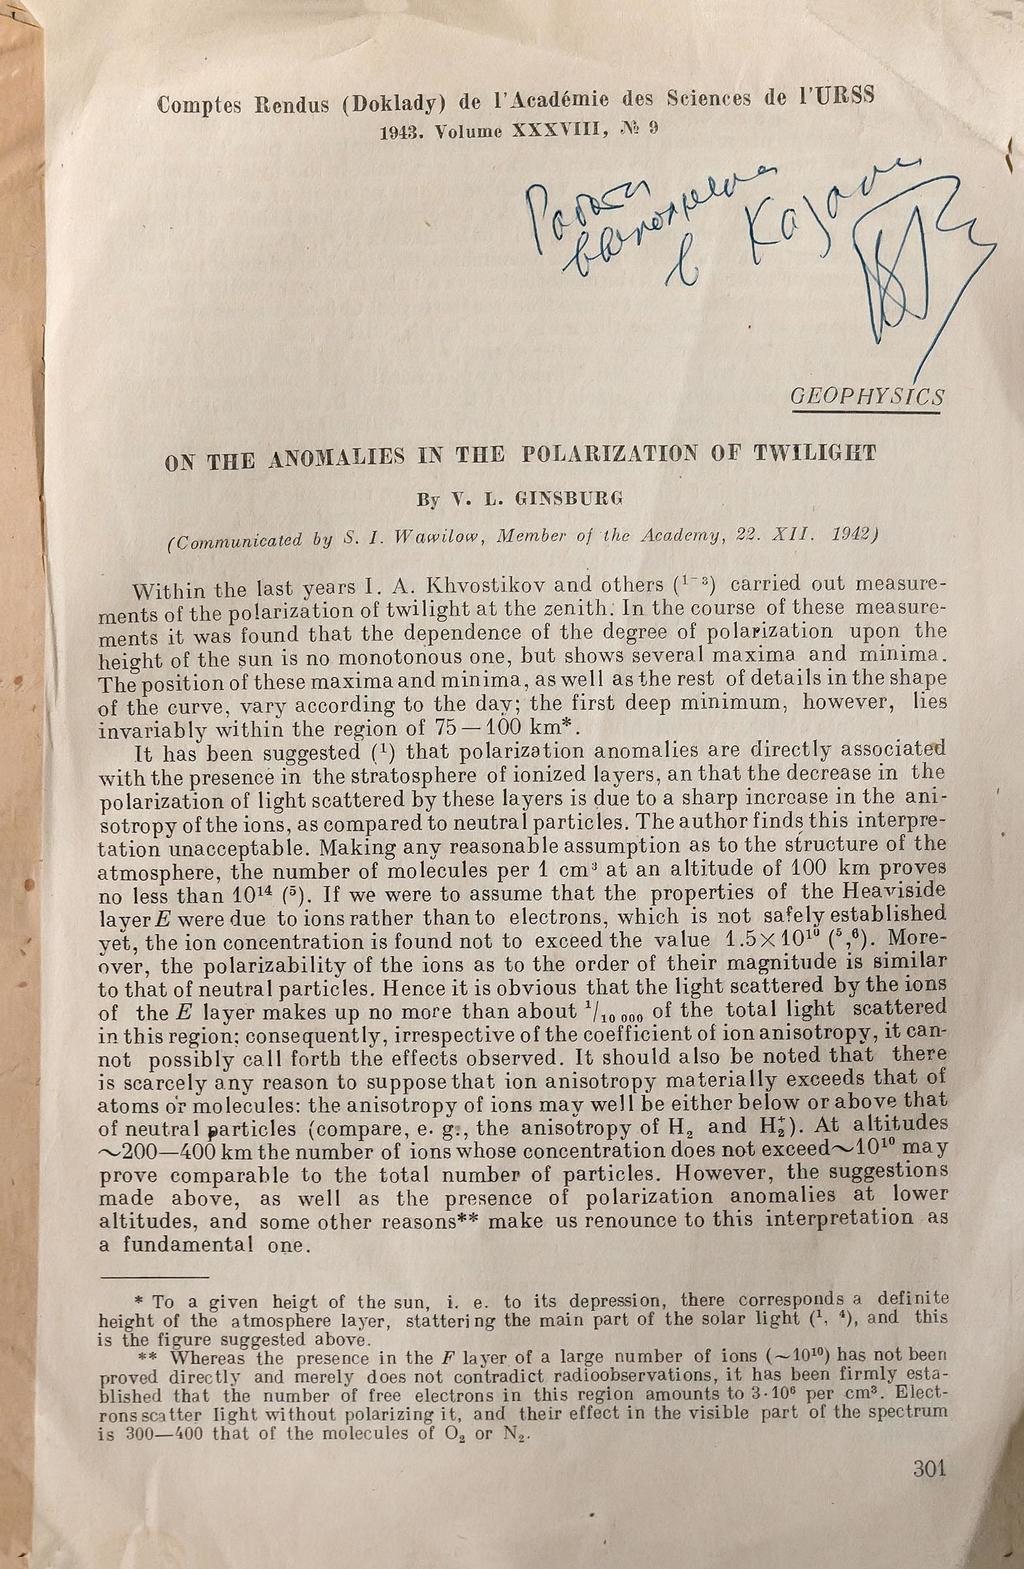 Comptes Rendus (Doklady) de l'Académie des Sciences de l'URSS
1943. Volume XXXVIII, № 9
Работа
выполнена
в Казани
GEOPHYSICS
ON THE ANOMALIES IN THE POLARIZATION OF TWILIGHT
By V. L. GINSBURG
(Communicated by S. I. Wawilow, Member of the Academy, 22. XII. 1942)
Within the last years I. A. Khvostikov and others (¹⁻³) carried out measure-
ments of the polarization of twilight at the zenith. In the course of these measure-
ments it was found that the dependence of the degree of polarization upon the
height of the sun is no monotonous one, but shows several maxima and minima.
The position of these maxima and minima, as well as the rest of details in the shape
of the curve, vary according to the day; the first deep minimum, however, lies
invariably within the region of 75—100 km*.
It has been suggested (¹) that polarization anomalies are directly associated
with the presence in the stratosphere of ionized layers, an that the decrease in the
polarization of light scattered by these layers is due to a sharp increase in the ani-
sotropy of the ions, as compared to neutral particles. The author finds this interpre-
tation unacceptable. Making any reasonable assumption as to the structure of the
atmosphere, the number of molecules per 1 cm³ at an altitude of 100 km proves
no less than 10¹⁴ (⁵). If we were to assume that the properties of the Heaviside
layer E were due to ions rather than to electrons, which is not safely established
yet, the ion concentration is found not to exceed the value 1.5×10¹⁰ (⁵,⁶). More-
over, the polarizability of the ions as to the order of their magnitude is similar
to that of neutral particles. Hence it is obvious that the light scattered by the ions
of the E layer makes up no more than about ¹/₁₀ ₀₀₀ of the total light scattered
in this region; consequently, irrespective of the coefficient of ion anisotropy, it can-
not possibly call forth the effects observed. It should also be noted that there
is scarcely any reason to suppose that ion anisotropy materially exceeds that of
atoms or molecules: the anisotropy of ions may well be either below or above that
of neutral particles (compare, e. g., the anisotropy of H₂ and H₂⁺). At altitudes
~200—400 km the number of ions whose concentration does not exceed ~10¹⁰ may
prove comparable to the total number of particles. However, the suggestions
made above, as well as the presence of polarization anomalies at lower
altitudes, and some other reasons** make us renounce to this interpretation as
a fundamental one.
* To a given heigt of the sun, i. e. to its depression, there corresponds a definite
height of the atmosphere layer, stattering the main part of the solar light (¹, ⁴), and this
is the figure suggested above.
** Whereas the presence in the F layer of a large number of ions (~10¹⁰) has not been
proved directly and merely does not contradict radioobservations, it has been firmly esta-
blished that the number of free electrons in this region amounts to 3·10⁶ per cm³. Elect-
rons scatter light without polarizing it, and their effect in the visible part of the spectrum
is 300—400 that of the molecules of O₂ or N₂.
301